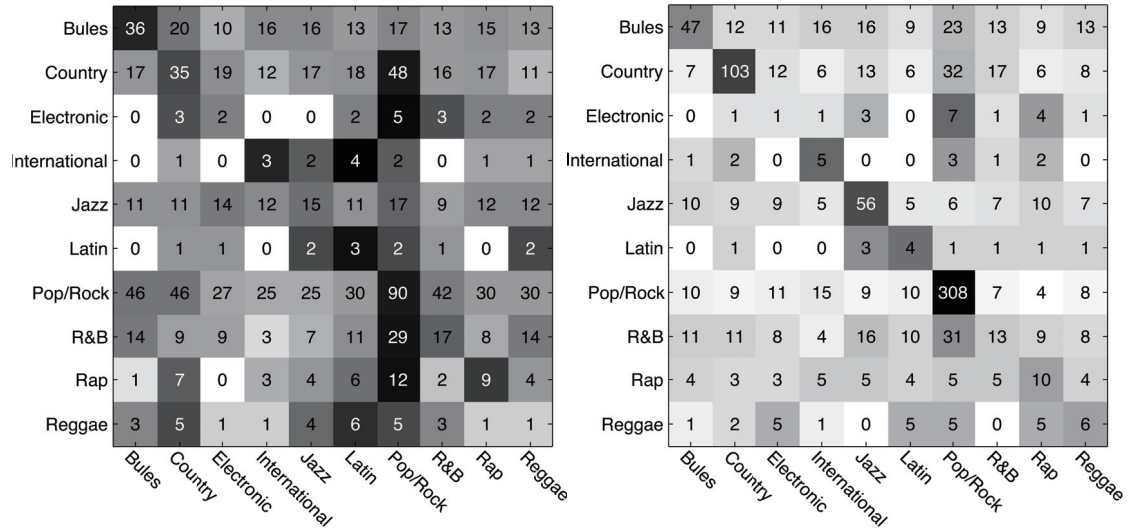 Bules 36 20 10 16 16 13 17 13 15 13
Country 17 35 19 12 17 18 48 16 17 11
Electronic 0 3 2 0 0 2 5 3 2 2
International 0 1 0 3 2 4 2 0 1 1
Jazz 11 11 14 12 15 11 17 9 12 12
Latin 0 1 1 0 2 3 2 1 0 2
Pop/Rock 46 46 27 25 25 30 90 42 30 30
R&B 14 9 9 3 7 11 29 17 8 14
Rap 1 7 0 3 4 6 12 2 9 4
Reggae 3 5 1 1 4 6 5 3 1 1
Bules Country Electronic International Jazz Latin Pop/Rock R&B Rap Reggae
Bules 47 12 11 16 16 9 23 13 9 13
Country 7 103 12 6 13 6 32 17 6 8
Electronic 0 1 1 1 3 0 7 1 4 1
International 1 2 0 5 0 0 3 1 2 0
Jazz 10 9 9 5 56 5 6 7 10 7
Latin 0 1 0 0 3 4 1 1 1 1
Pop/Rock 10 9 11 15 9 10 308 7 4 8
R&B 11 11 8 4 16 10 31 13 9 8
Rap 4 3 3 5 5 4 5 5 10 4
Reggae 1 2 5 1 0 5 5 0 5 6
Bules Country Electronic International Jazz Latin Pop/Rock R&B Rap Reggae